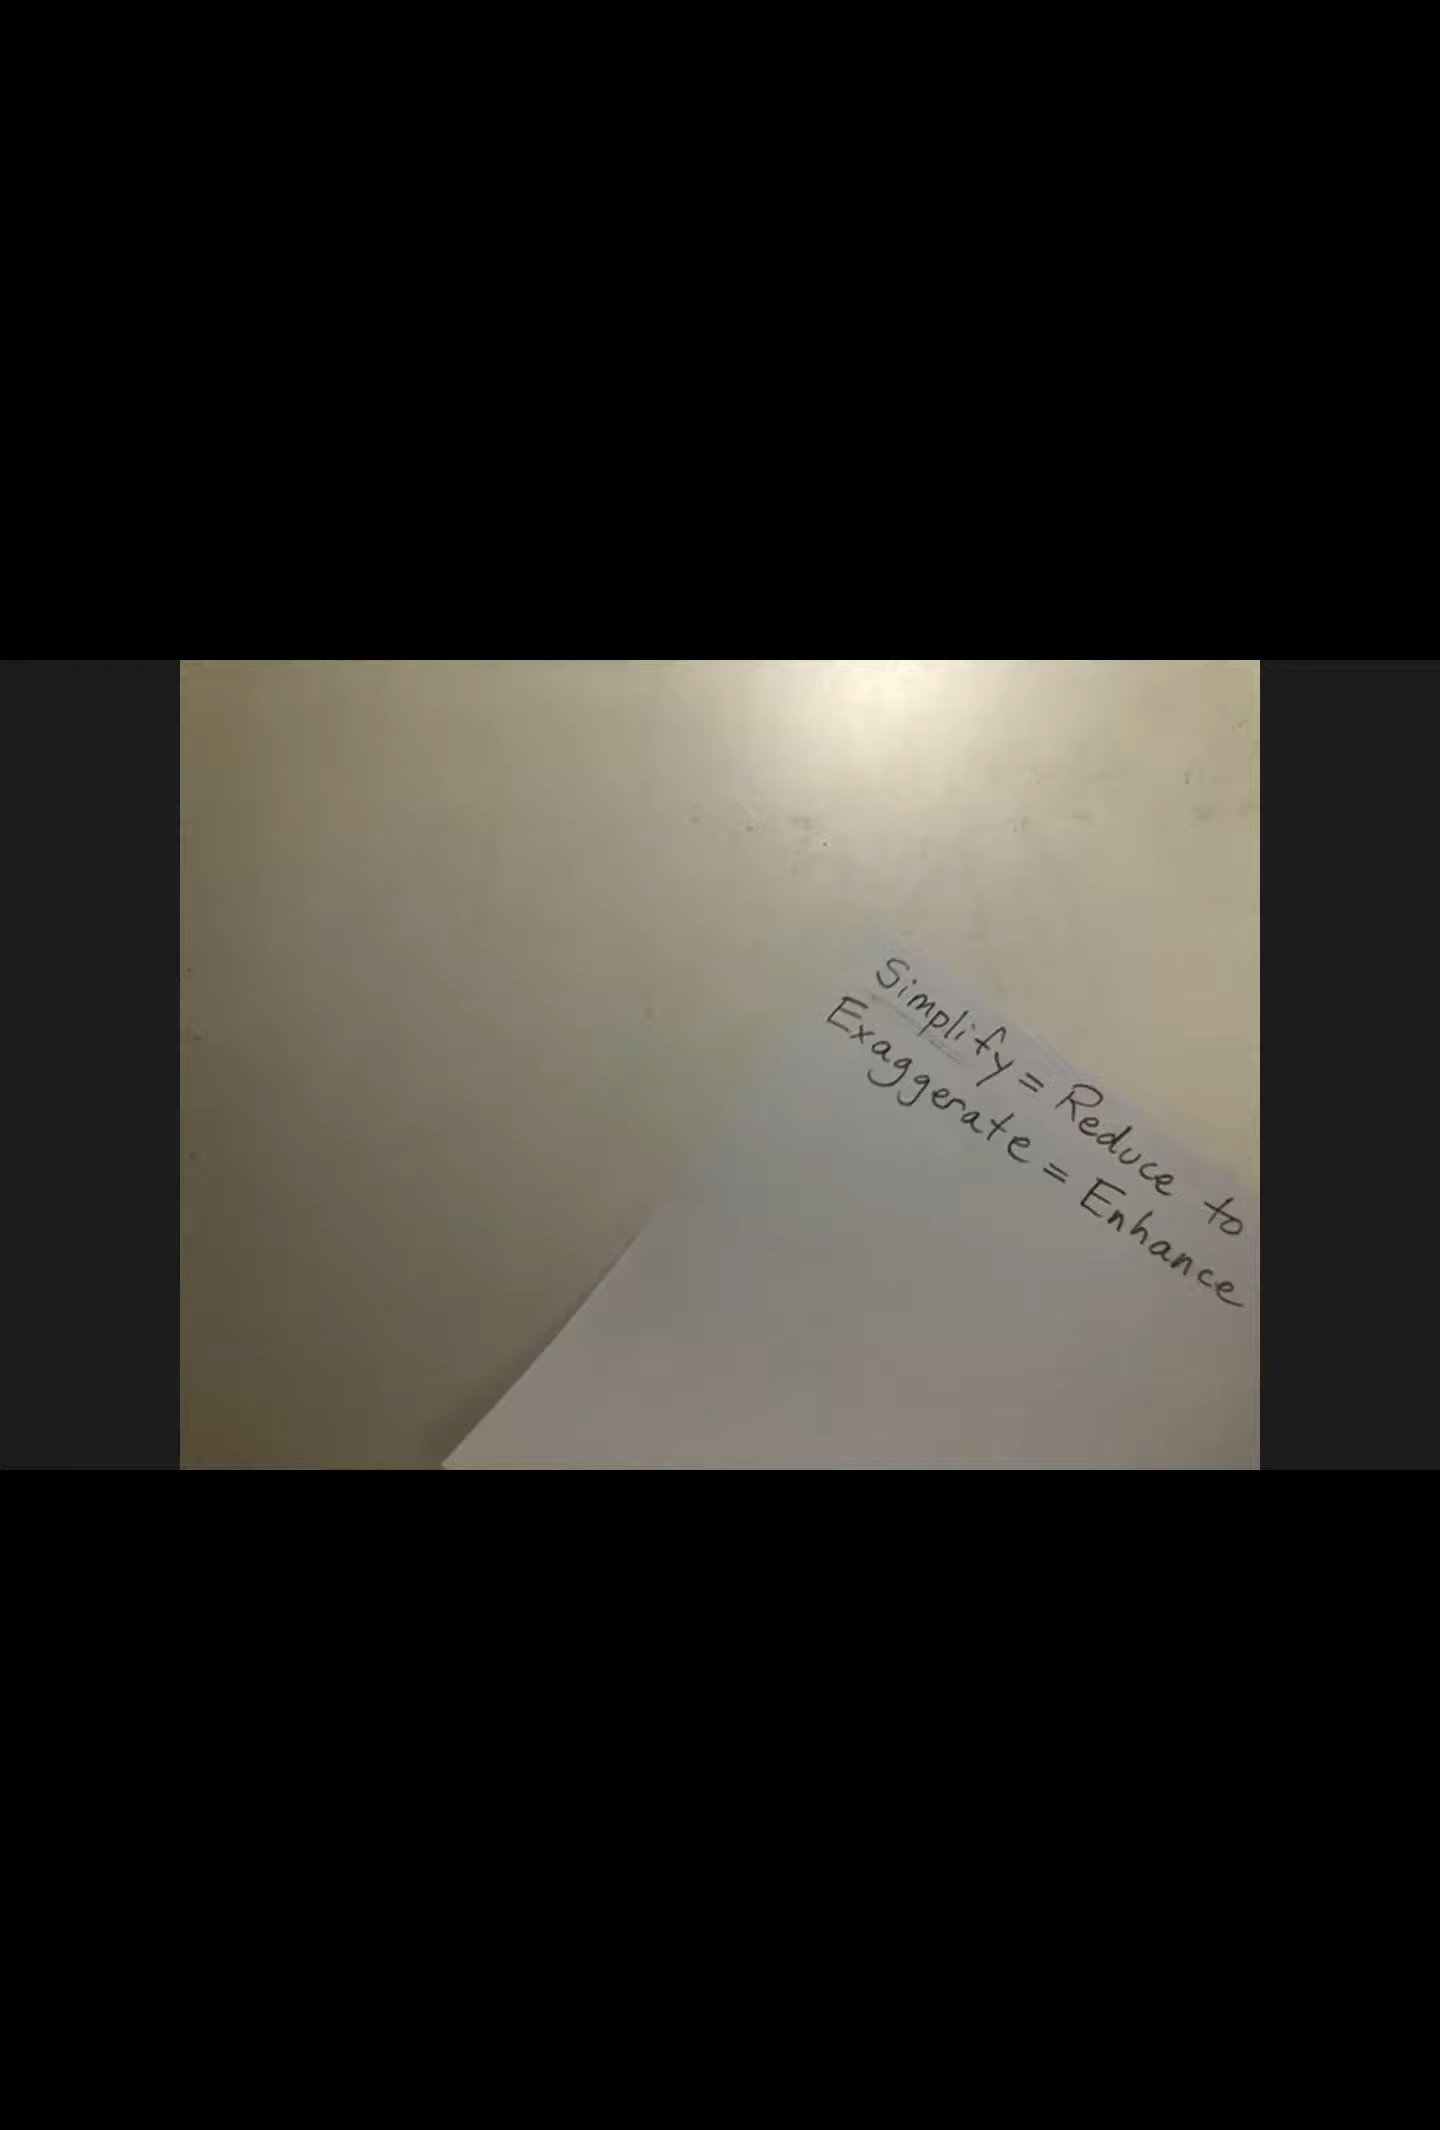 Simplify = Reduce to
Exaggerate = Enhance